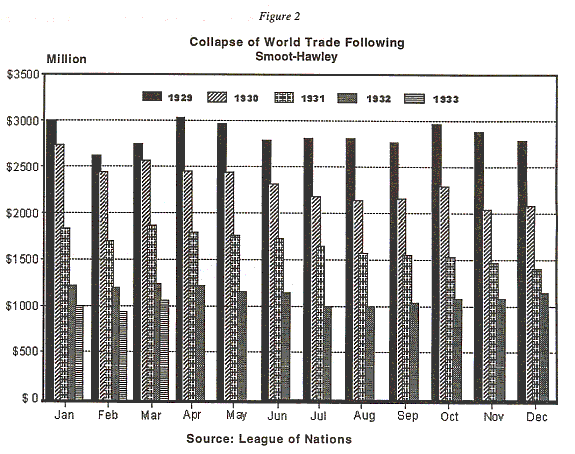 Figure 2
Collapse of World Trade Following
Smoot-Hawley
Million
$3500
1929 1930 1931 1932 1933
$3000
$2500
$2000
$1500
$1000
$500
$ 0
Jan Feb Mar Apr May Jun Jul Aug Sep Oct Nov Dec
Source: League of Nations